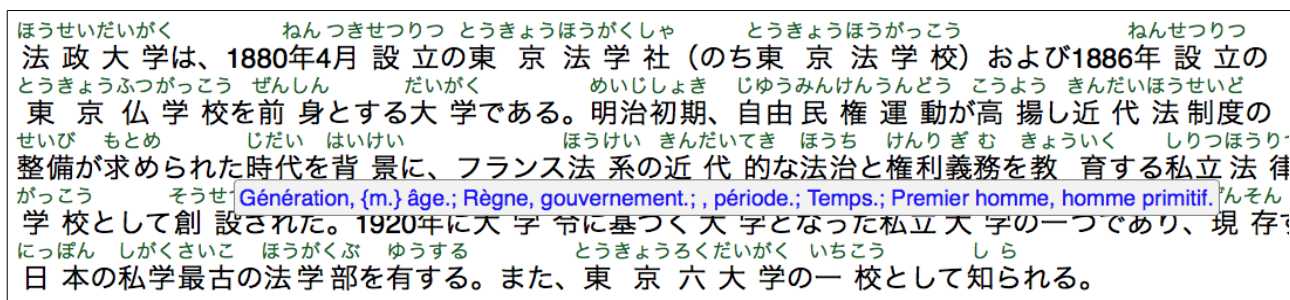 ほうせいだいがく ねん つきせつりつ とうきょうほうがくしゃ とうきょうほうがっこう ねんせつりつ
法政大学は、1880年4月設立の東京法学社（のち東京法学校）および1886年設立の
とうきょうふつがっこう ぜんしん だいがく めいじしょき じゆうみんけんうんどう こうよう きんだいほうせいど
東京仏学校を前身とする大学である。明治初期、自由民権運動が高揚し近代法制度の
せいび もとめ じだい はいけい ほうけい きんだいてき ほうち けんり ぎ む きょういく しりつほうりつ
整備が求められた時代を背景に、フランス法系の近代的な法治と権利義務を教育する私立法律
がっこう そうせつ
Génération, {m.} âge.; Règne, gouvernement.; , période.; Temps.; Premier homme, homme primitif.
学校として創設された。1920年に大学令に基づく大学となった私立大学の一つであり、現存す
にっぽん しがくさいこ ほうがくぶ ゆうする とうきょうろくだいがく いちこう しら
日本の私学最古の法学部を有する。また、東京六大学の一校として知られる。